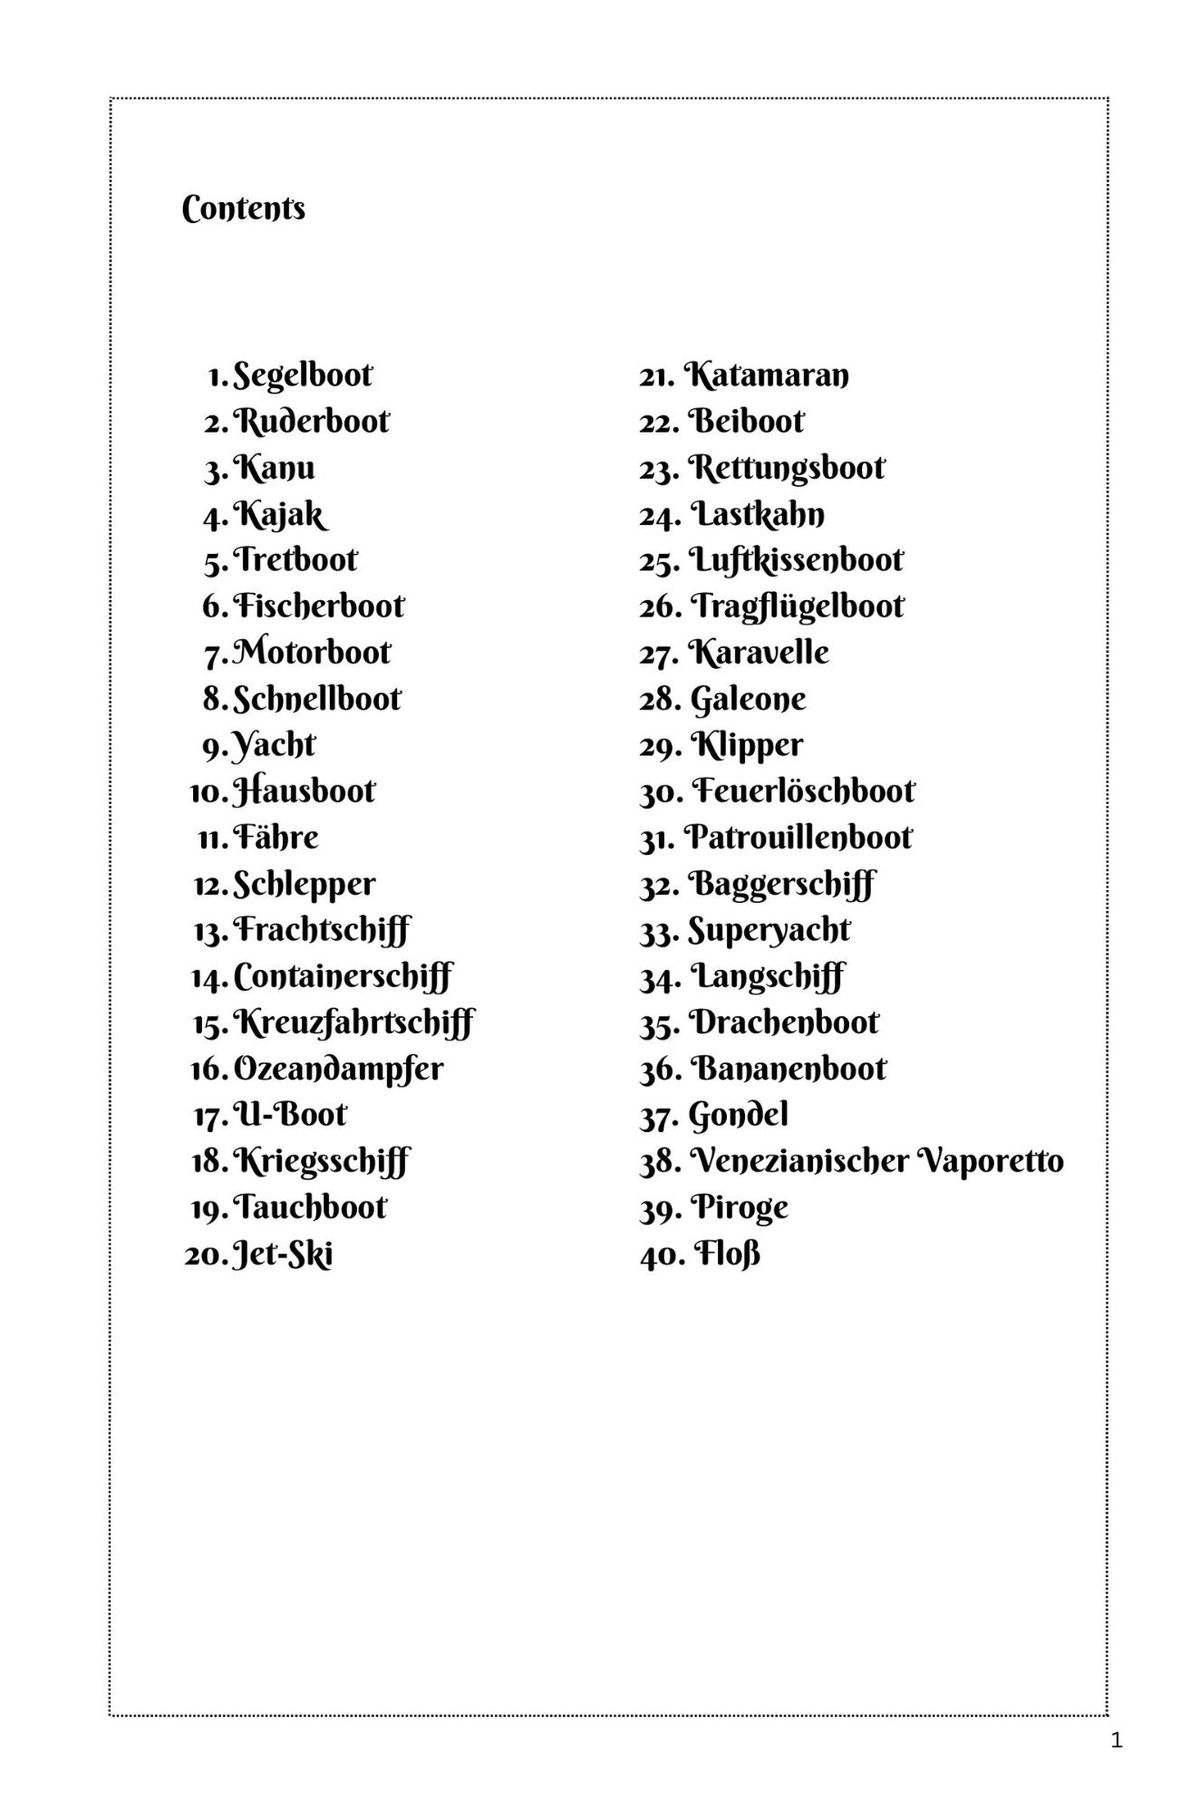 Contents
1. Segelboot
2. Ruderboot
3. Kanu
4. Kajak
5. Tretboot
6. Fischerboot
7. Motorboot
8. Schnellboot
9. Yacht
10. Hausboot
11. Fähre
12. Schlepper
13. Frachtschiff
14. Containerschiff
15. Kreuzfahrtschiff
16. Ozeandampfer
17. U-Boot
18. Kriegsschiff
19. Tauchboot
20. Jet-Ski
21. Katamaran
22. Beiboot
23. Rettungsboot
24. Lastkahn
25. Luftkissenboot
26. Tragflügelboot
27. Karavelle
28. Galeone
29. Klipper
30. Feuerlöschboot
31. Patrouillenboot
32. Baggerschiff
33. Superyacht
34. Langschiff
35. Drachenboot
36. Bananenboot
37. Gondel
38. Venezianischer Vaporetto
39. Piroge
40. Floß
1